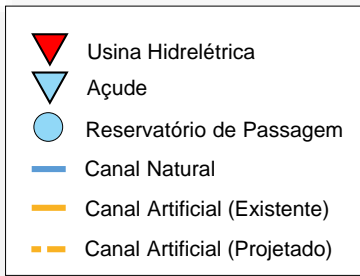 Usina Hidrelétrica
Açude
Reservatório de Passagem
Canal Natural
Canal Artificial (Existente)
Canal Artificial (Projetado)